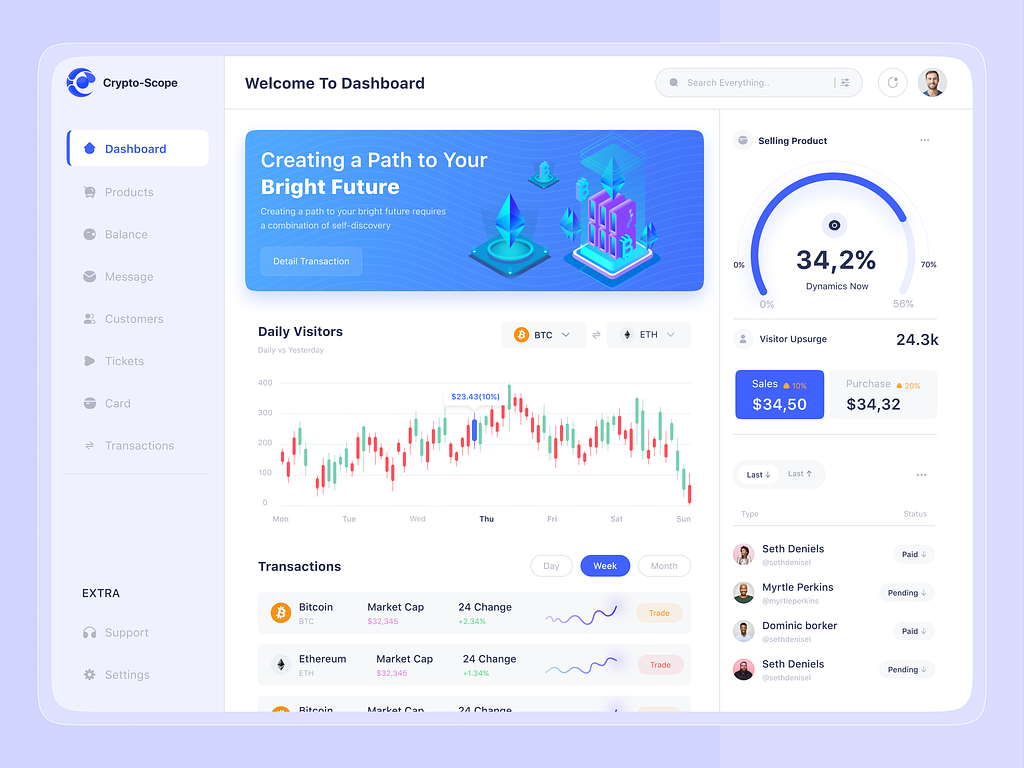 Crypto-Scope
Dashboard
Products
Balance
Message
Customers
Tickets
Card
Transactions
EXTRA
Support
Settings
Welcome To Dashboard
Search Everything..
Creating a Path to Your
Bright Future
Creating a path to your bright future requires
a combination of self-discovery
Detail Transaction
Daily Visitors
Daily vs Yesterday
BTC
ETH
400
300
200
100
0
$23.43(10%)
Mon Tue Wed Thu Fri Sat Sun
Transactions
Day Week Month
Bitcoin Market Cap 24 Change
BTC $32,345 +2.34%
Trade
Ethereum Market Cap 24 Change
ETH $32,345 +1.34%
Trade
Bitcoin Market Cap 24 Change
Selling Product
0% 34,2% 70%
Dynamics Now
0% 56%
Visitor Upsurge 24.3k
Sales 10%
$34,50
Purchase 20%
$34,32
Last ↓ Last ↑
Type Status
Seth Deniels
@sethdenisel
Paid ↓
Myrtle Perkins
@myrtleperkins
Pending ↓
Dominic borker
@sethdenisel
Paid ↓
Seth Deniels
@sethdenisel
Pending ↓